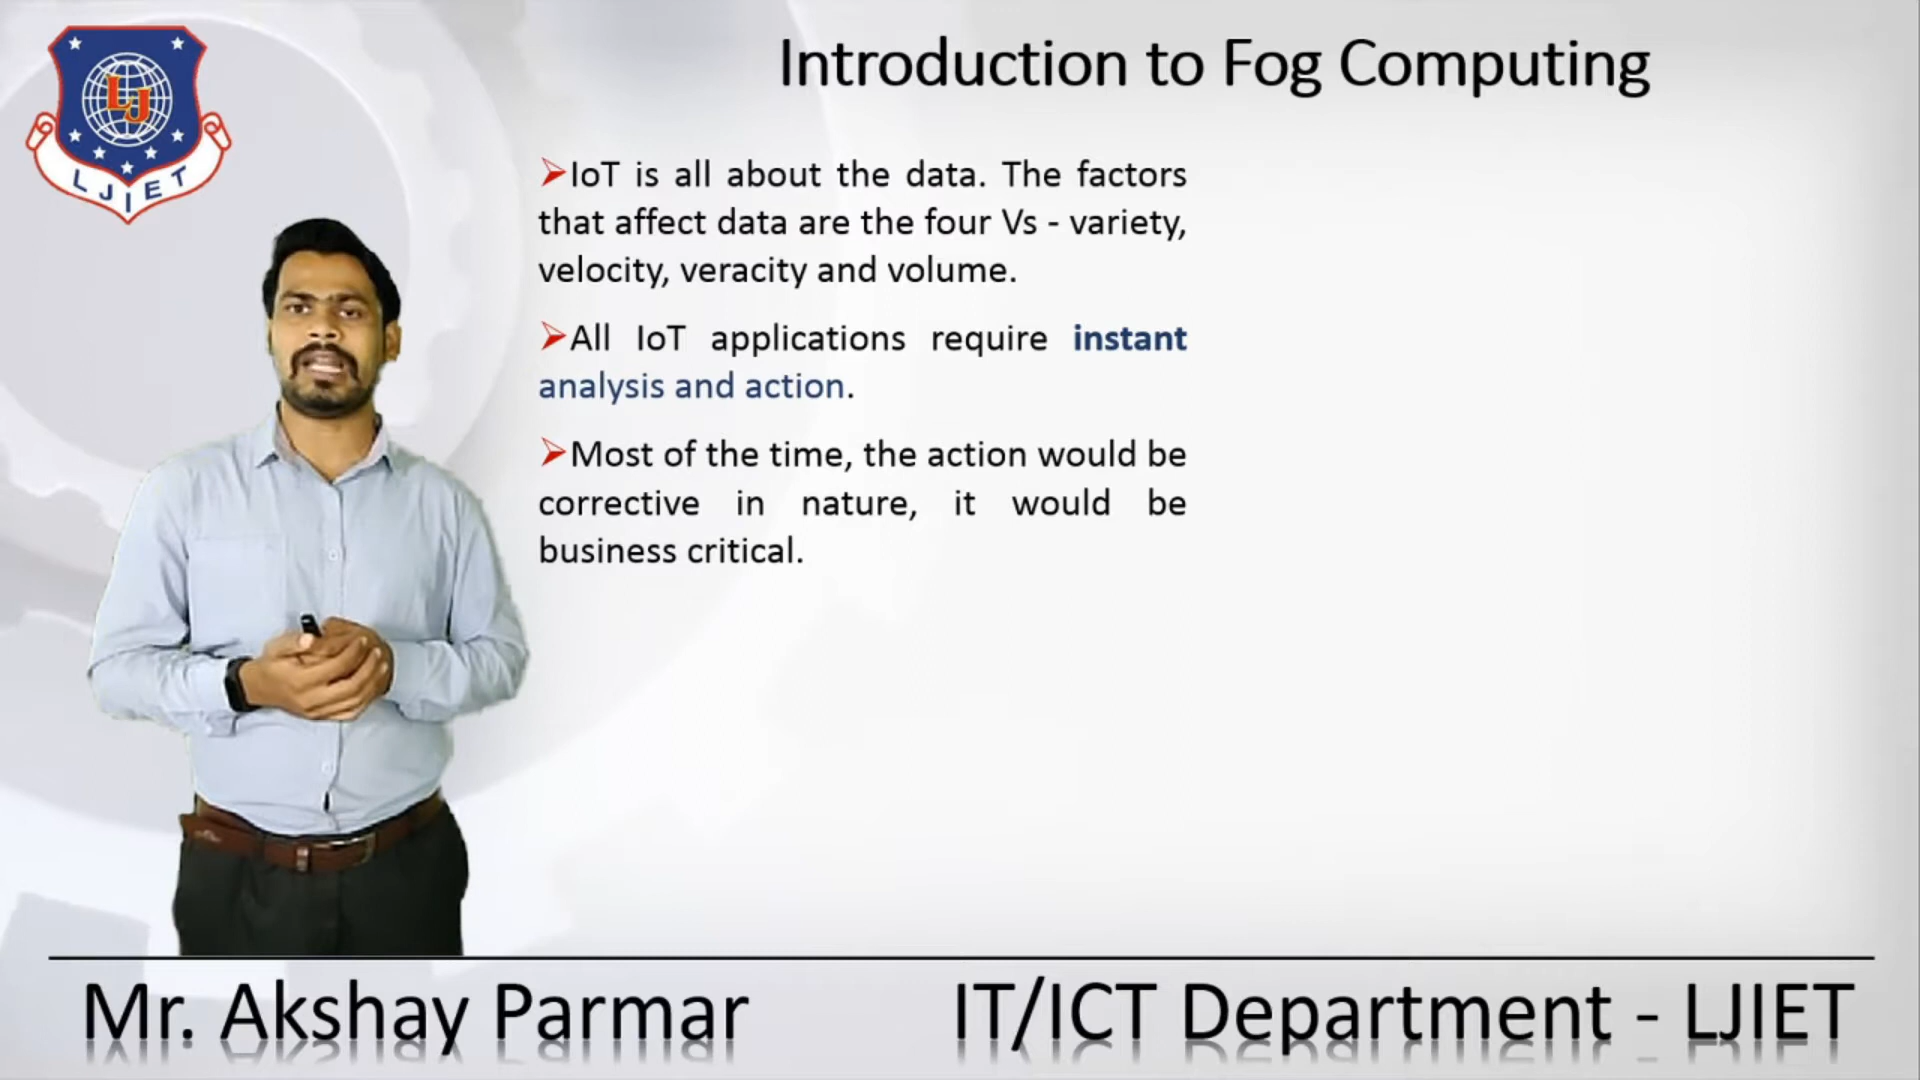 LJ
LJIET
Introduction to Fog Computing
➢IoT is all about the data. The factors
that affect data are the four Vs - variety,
velocity, veracity and volume.
➢All IoT applications require instant
analysis and action.
➢Most of the time, the action would be
corrective in nature, it would be
business critical.
Mr. Akshay Parmar
IT/ICT Department - LJIET